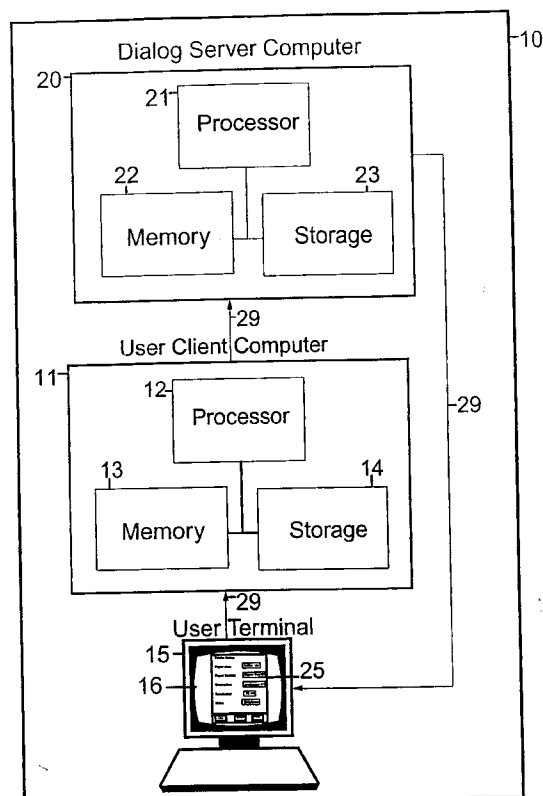 10
Dialog Server Computer
20
21
Processor
22
23
Memory
Storage
29
User Client Computer
11
12
Processor
29
13
14
Memory
Storage
29
User Terminal
15
16
25